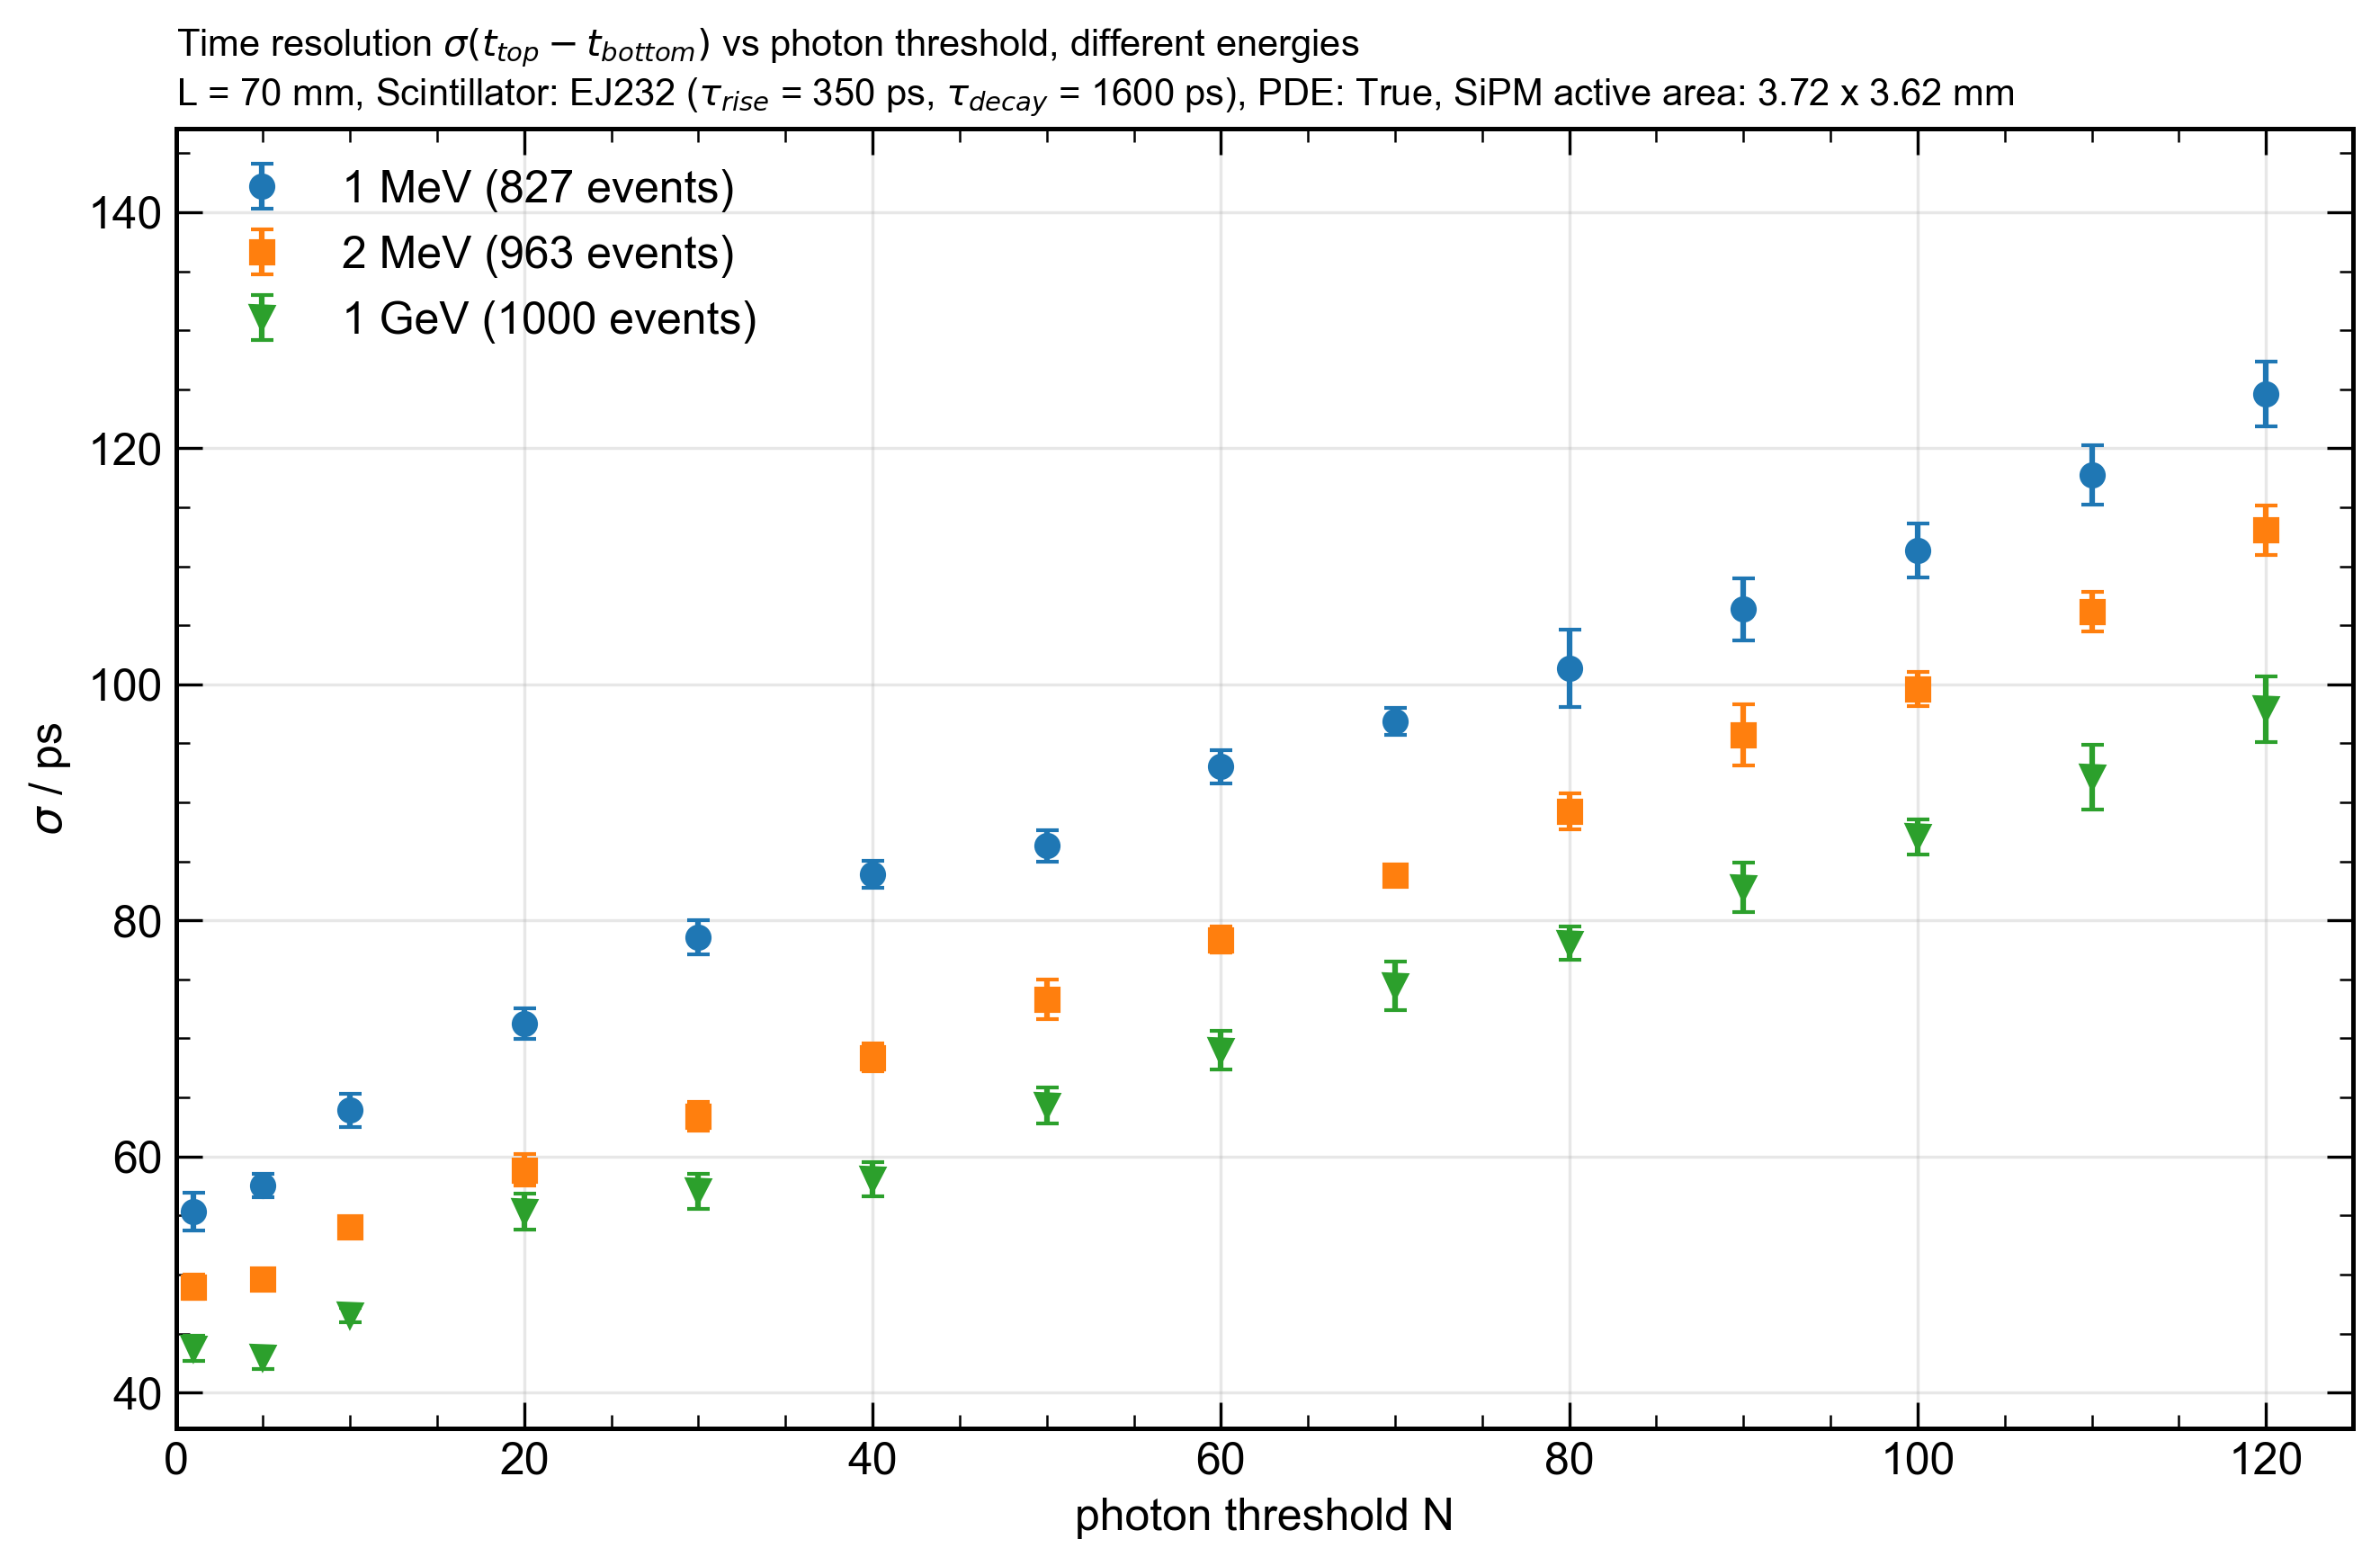 Time resolution σ(t_top − t_bottom) vs photon threshold, different energies
L = 70 mm, Scintillator: EJ232 (τ_rise = 350 ps, τ_decay = 1600 ps), PDE: True, SiPM active area: 3.72 x 3.62 mm
1 MeV (827 events)
2 MeV (963 events)
1 GeV (1000 events)
140
120
100
80
60
40
σ / ps
0 20 40 60 80 100 120
photon threshold N